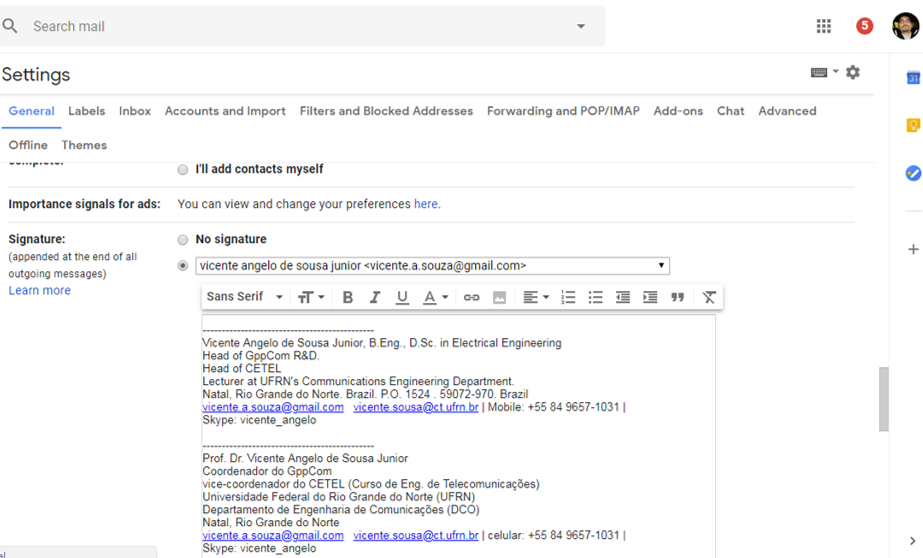 Search mail
5
Settings
31
General Labels Inbox Accounts and Import Filters and Blocked Addresses Forwarding and POP/IMAP Add-ons Chat Advanced
Offline Themes
I'll add contacts myself
Importance signals for ads: You can view and change your preferences here.
Signature:
(appended at the end of all
outgoing messages)
Learn more
No signature
vicente angelo de sousa junior <vicente.a.souza@gmail.com>
Sans Serif
---------------------------------------------
Vicente Angelo de Sousa Junior, B.Eng., D.Sc. in Electrical Engineering
Head of GppCom R&D.
Head of CETEL
Lecturer at UFRN's Communications Engineering Department.
Natal, Rio Grande do Norte. Brazil. P.O. 1524 . 59072-970. Brazil
vicente.a.souza@gmail.com vicente.sousa@ct.ufrn.br | Mobile: +55 84 9657-1031 |
Skype: vicente_angelo
---------------------------------------------
Prof. Dr. Vicente Angelo de Sousa Junior
Coordenador do GppCom
vice-coordenador do CETEL (Curso de Eng. de Telecomunicações)
Universidade Federal do Rio Grande do Norte (UFRN)
Departamento de Engenharia de Comunicações (DCO)
Natal, Rio Grande do Norte
vicente.a.souza@gmail.com vicente.sousa@ct.ufrn.br | celular: +55 84 9657-1031 |
Skype: vicente_angelo